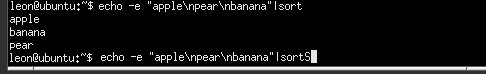 leon@ubuntu:~$ echo -e "apple\npear\nbanana"|sort
apple
banana
pear
leon@ubuntu:~$ echo -e "apple\npear\nbanana"|sortS